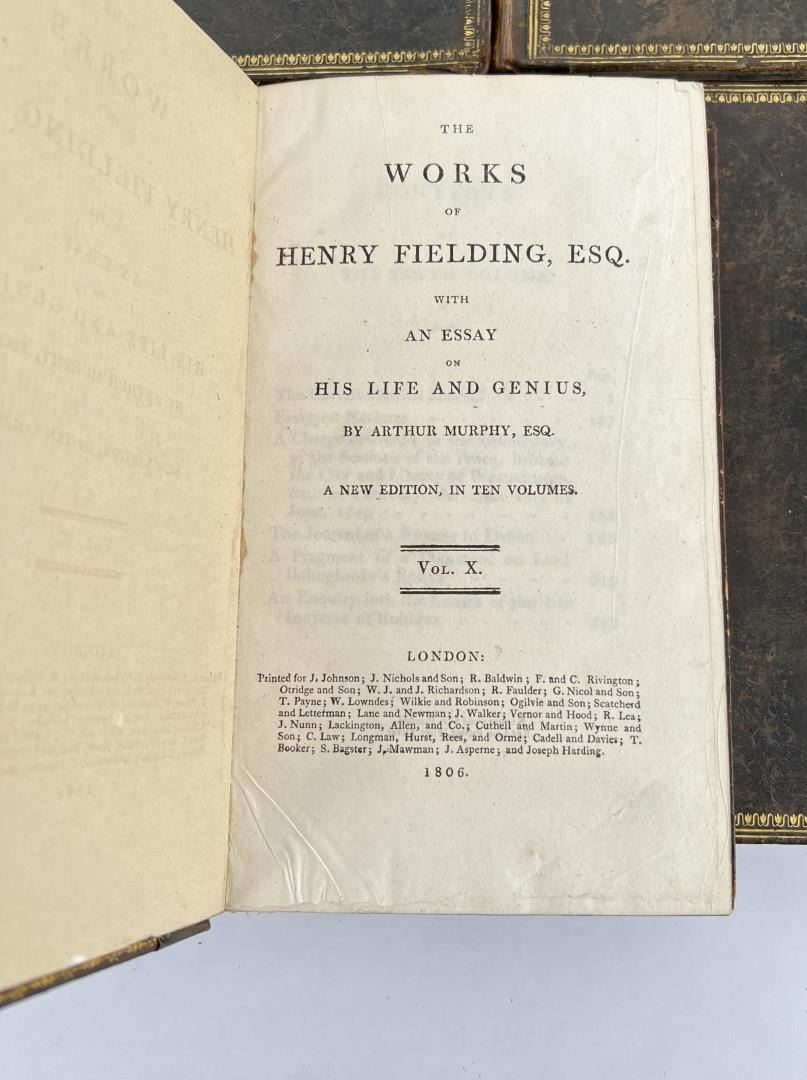 THE
WORKS
OF
HENRY FIELDING, ESQ.
WITH
AN ESSAY
ON
HIS LIFE AND GENIUS,
BY ARTHUR MURPHY, ESQ.
A NEW EDITION, IN TEN VOLUMES.
VOL. X.
LONDON:
Printed for J. Johnson; J. Nichols and Son; R. Baldwin; F. and C. Rivington;
Otridge and Son; W. J. and J. Richardson; R. Faulder; G. Nicol and Son;
T. Payne; W. Lowndes; Wilkie and Robinson; Ogilvie and Son; Scatcherd
and Letterman; Lane and Newman; J. Walker; Vernor and Hood; R. Lea;
J. Nunn; Lackington, Allen, and Co.; Cuthell and Martin; Wynne and
Son; C. Law; Longman, Hurst, Rees, and Orme; Cadell and Davies; T.
Booker; S. Bagster; J. Mawman; J. Asperne; and Joseph Harding.
1806.